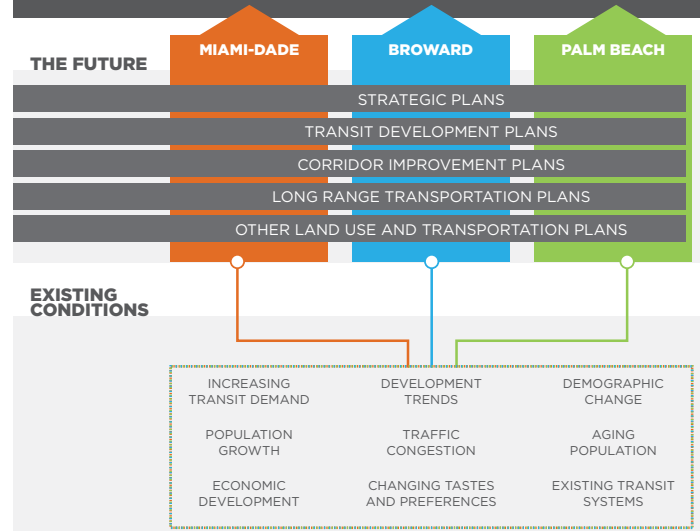 MIAMI-DADE
BROWARD
PALM BEACH
THE FUTURE
STRATEGIC PLANS
TRANSIT DEVELOPMENT PLANS
CORRIDOR IMPROVEMENT PLANS
LONG RANGE TRANSPORTATION PLANS
OTHER LAND USE AND TRANSPORTATION PLANS
EXISTING
CONDITIONS
INCREASING
TRANSIT DEMAND
DEVELOPMENT
TRENDS
DEMOGRAPHIC
CHANGE
POPULATION
GROWTH
TRAFFIC
CONGESTION
AGING
POPULATION
ECONOMIC
DEVELOPMENT
CHANGING TASTES
AND PREFERENCES
EXISTING TRANSIT
SYSTEMS